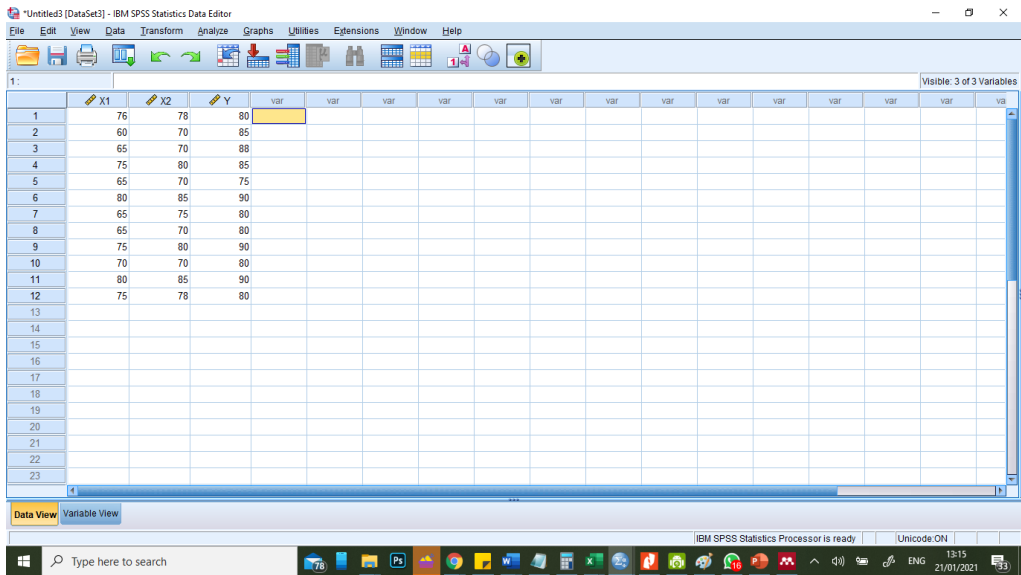 *Untitled3 [DataSet3] - IBM SPSS Statistics Data Editor
File Edit View Data Transform Analyze Graphs Utilities Extensions Window Help
1 :
Visible: 3 of 3 Variables
X1 X2 Y var var var var var var var var var var var var var va
1 76 78 80
2 60 70 85
3 65 70 88
4 75 80 85
5 65 70 75
6 80 85 90
7 65 75 80
8 65 70 80
9 75 80 90
10 70 70 80
11 80 85 90
12 75 78 80
13
14
15
16
17
18
19
20
21
22
23
Data View Variable View
IBM SPSS Statistics Processor is ready Unicode:ON
Type here to search
78
Ps
16
ENG
13:15
21/01/2021
33